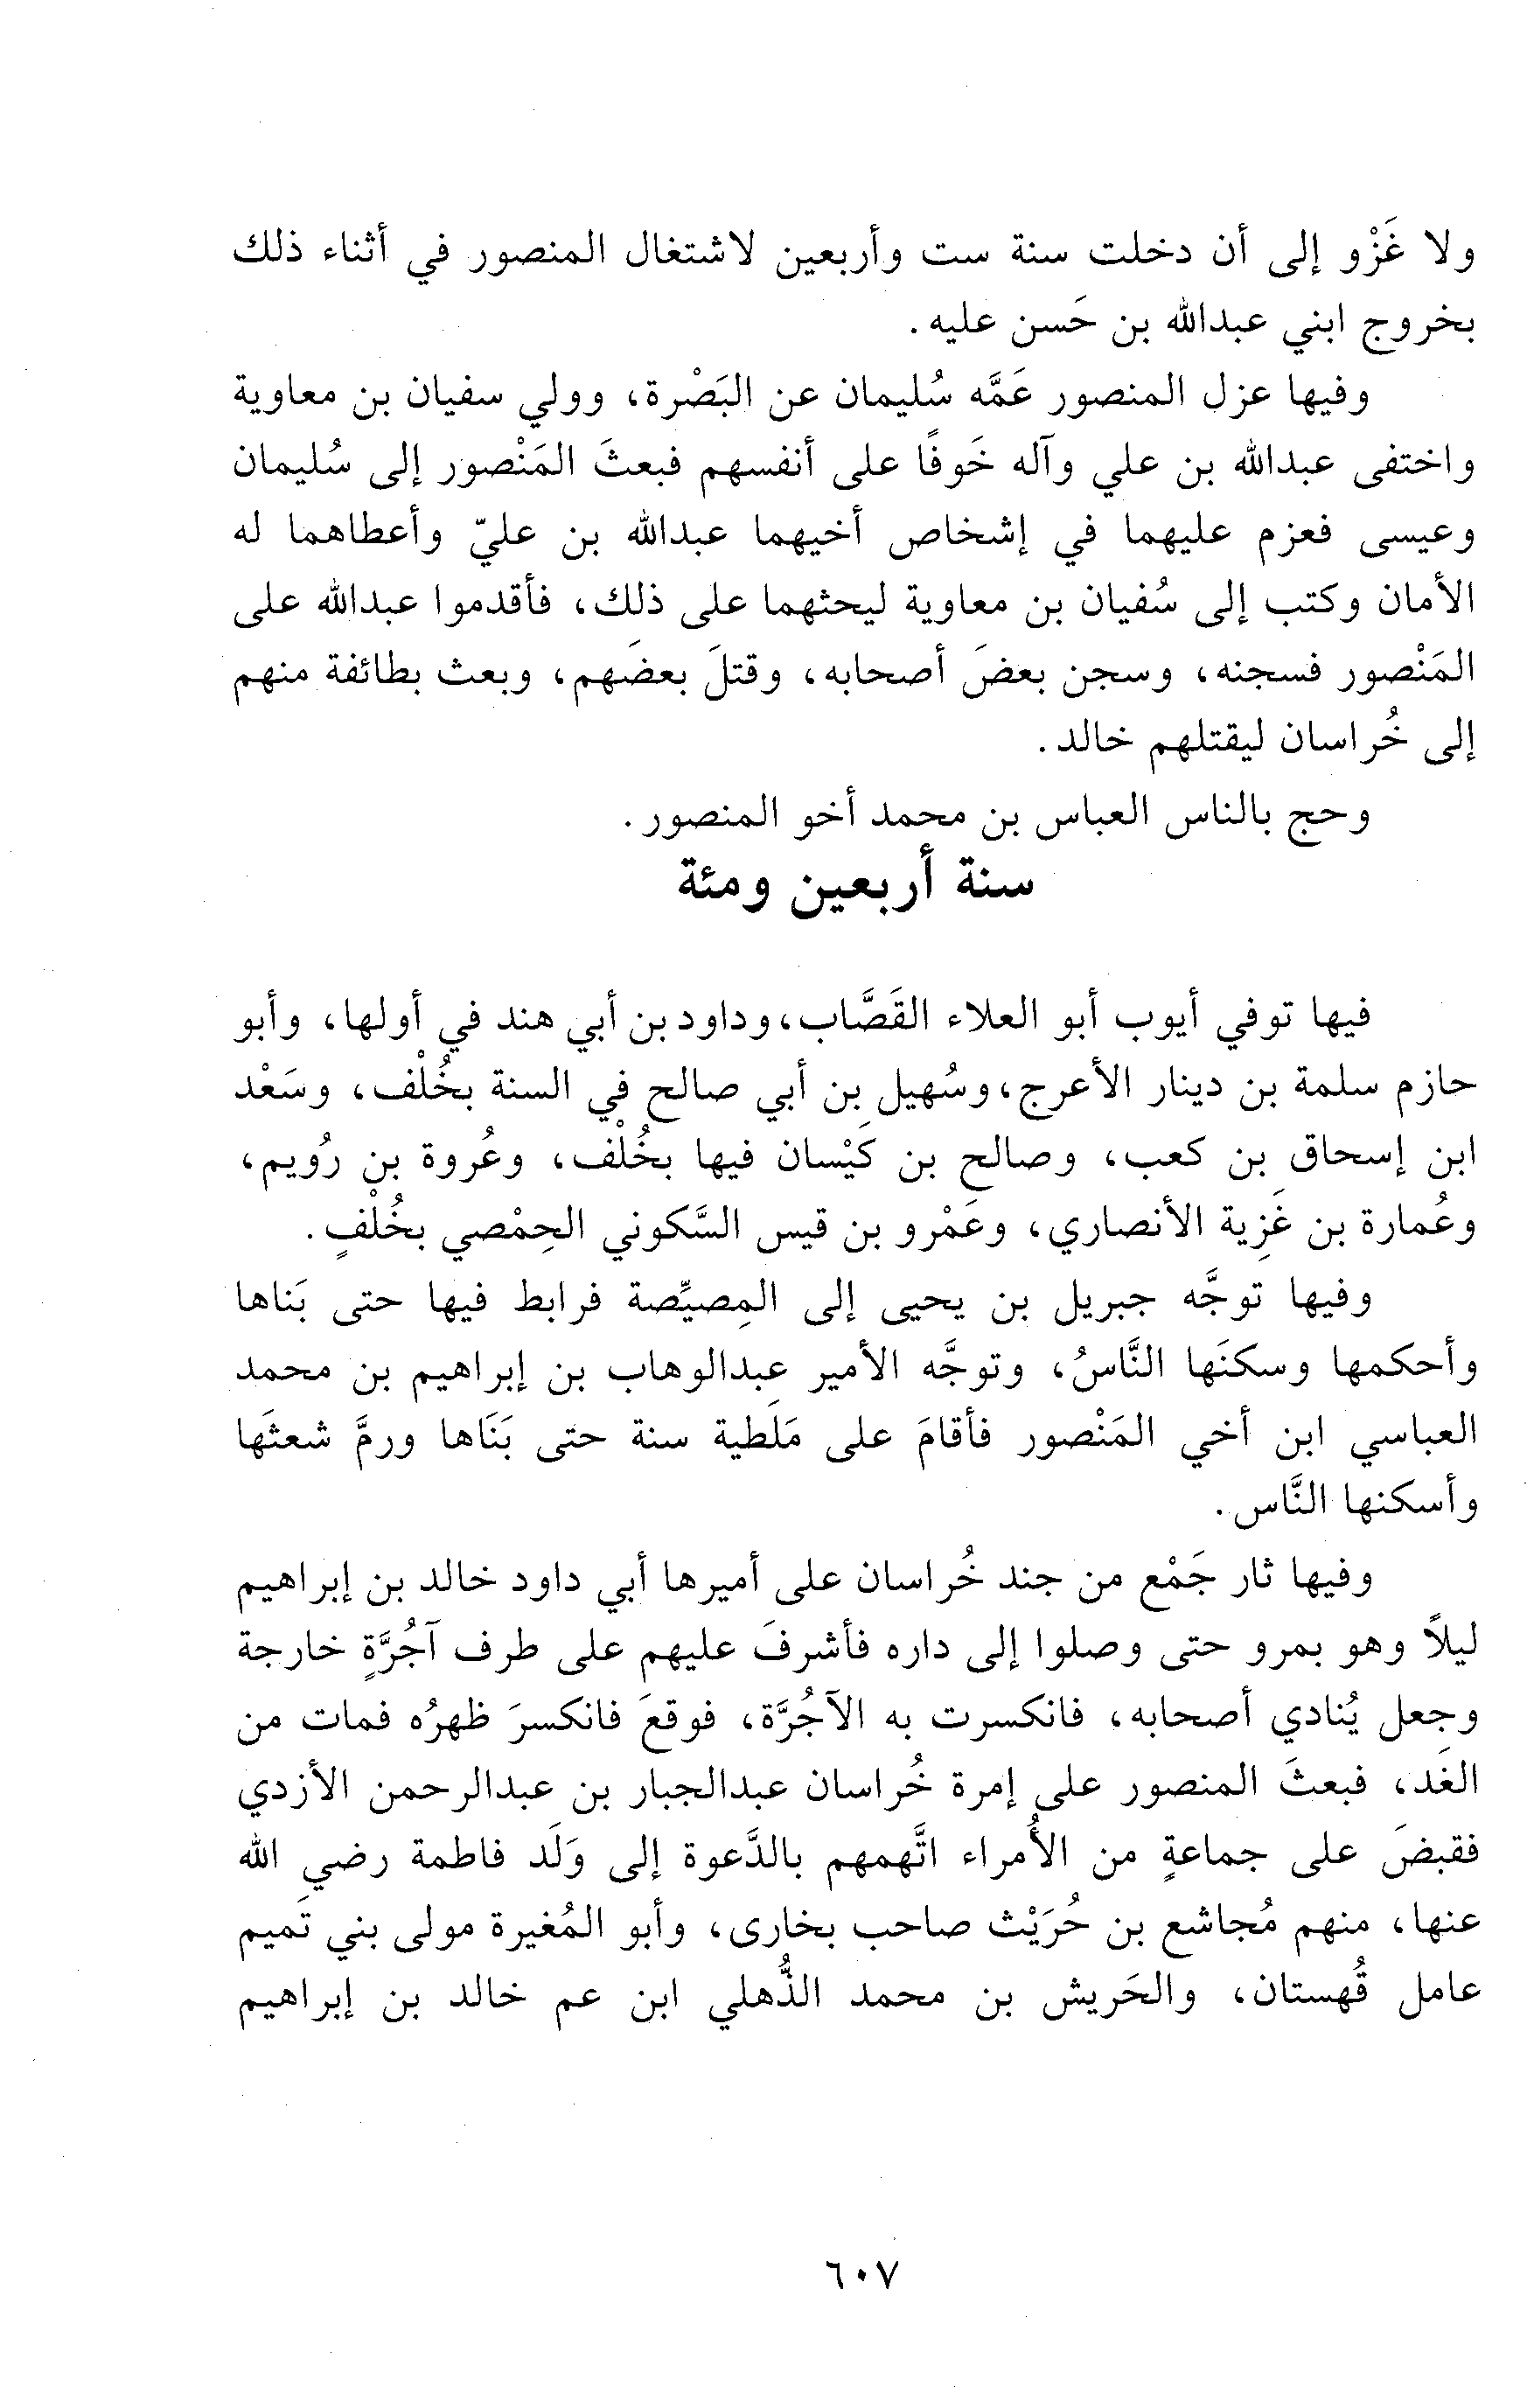 ولا غَزْو إلى أن دخلت سنة ست وأربعين لاشتغال المنصور في أثناء ذلك
بخروج ابني عبدالله بن حَسن عليه .
وفيها عزل المنصور عَمَّه سُليمان عن البَصْرة، وولي سفيان بن معاوية
واختفى عبدالله بن علي وآله خَوفًا على أنفسهم فبعثَ المَنْصور إلى سُليمان
وعيسى فعزم عليهما في إشخاص أخيهما عبدالله بن عليّ وأعطاهما له
الأمان وكتب إلى سُفيان بن معاوية ليحثهما على ذلك، فأقدموا عبدالله على
المَنْصور فسجنه، وسجن بعضَ أصحابه، وقتلَ بعضَهم، وبعث بطائفة منهم
إلى خُراسان ليقتلهم خالد .
وحج بالناس العباس بن محمد أخو المنصور .
سنة أربعين ومئة
فيها توفي أيوب أبو العلاء القَصَّاب، وداود بن أبي هند في أولها، وأبو
حازم سلمة بن دينار الأعرج، وسُهيل بن أبي صالح في السنة بخُلْف، وسَعْد
ابن إسحاق بن كعب، وصالح بن كَيْسان فيها بخُلْف، وعُروة بن رُويم،
وعُمارة بن غَزِية الأنصاري، وعَمْرو بن قيس السَّكوني الحِمْصي بخُلْفٍ .
وفيها توجَّه جبريل بن يحيى إلى المِصيِّصة فرابط فيها حتى بَناها
وأحكمها وسكنَها النَّاسُ، وتوجَّه الأمير عبدالوهاب بن إبراهيم بن محمد
العباسي ابن أخي المَنْصور فأقامَ على مَلَطية سنة حتى بَنَاها ورمَّ شعثَها
وأسكنها النَّاس .
وفيها ثار جَمْع من جند خُراسان على أميرها أبي داود خالد بن إبراهيم
ليلاً وهو بمرو حتى وصلوا إلى داره فأشرفَ عليهم على طرف آجُرَّةٍ خارجة
وجعل يُنادي أصحابه، فانكسرت به الآجُرَّة، فوقعَ فانكسرَ ظهرُه فمات من
الغَد، فبعثَ المنصور على إمرة خُراسان عبدالجبار بن عبدالرحمن الأزدي
فقبضَ على جماعةٍ من الأُمراء اتَّهمهم بالدَّعوة إلى وَلَد فاطمة رضي الله
عنها، منهم مُجاشع بن حُرَيْث صاحب بخارى، وأبو المُغيرة مولى بني تَميم
عامل قُهستان، والحَريش بن محمد الذُّهلي ابن عم خالد بن إبراهيم
٦٠٧